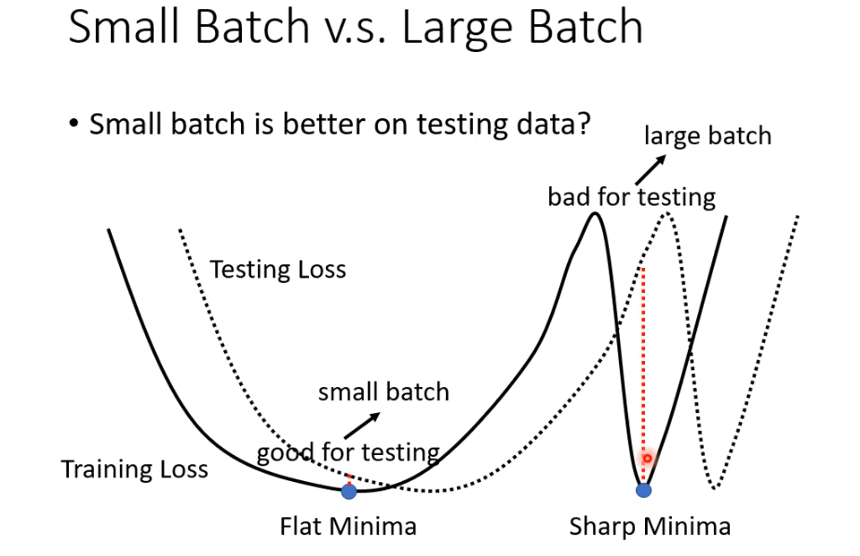 Small Batch v.s. Large Batch
• Small batch is better on testing data?
large batch
bad for testing
Testing Loss
small batch
good for testing
Training Loss
Flat Minima
Sharp Minima